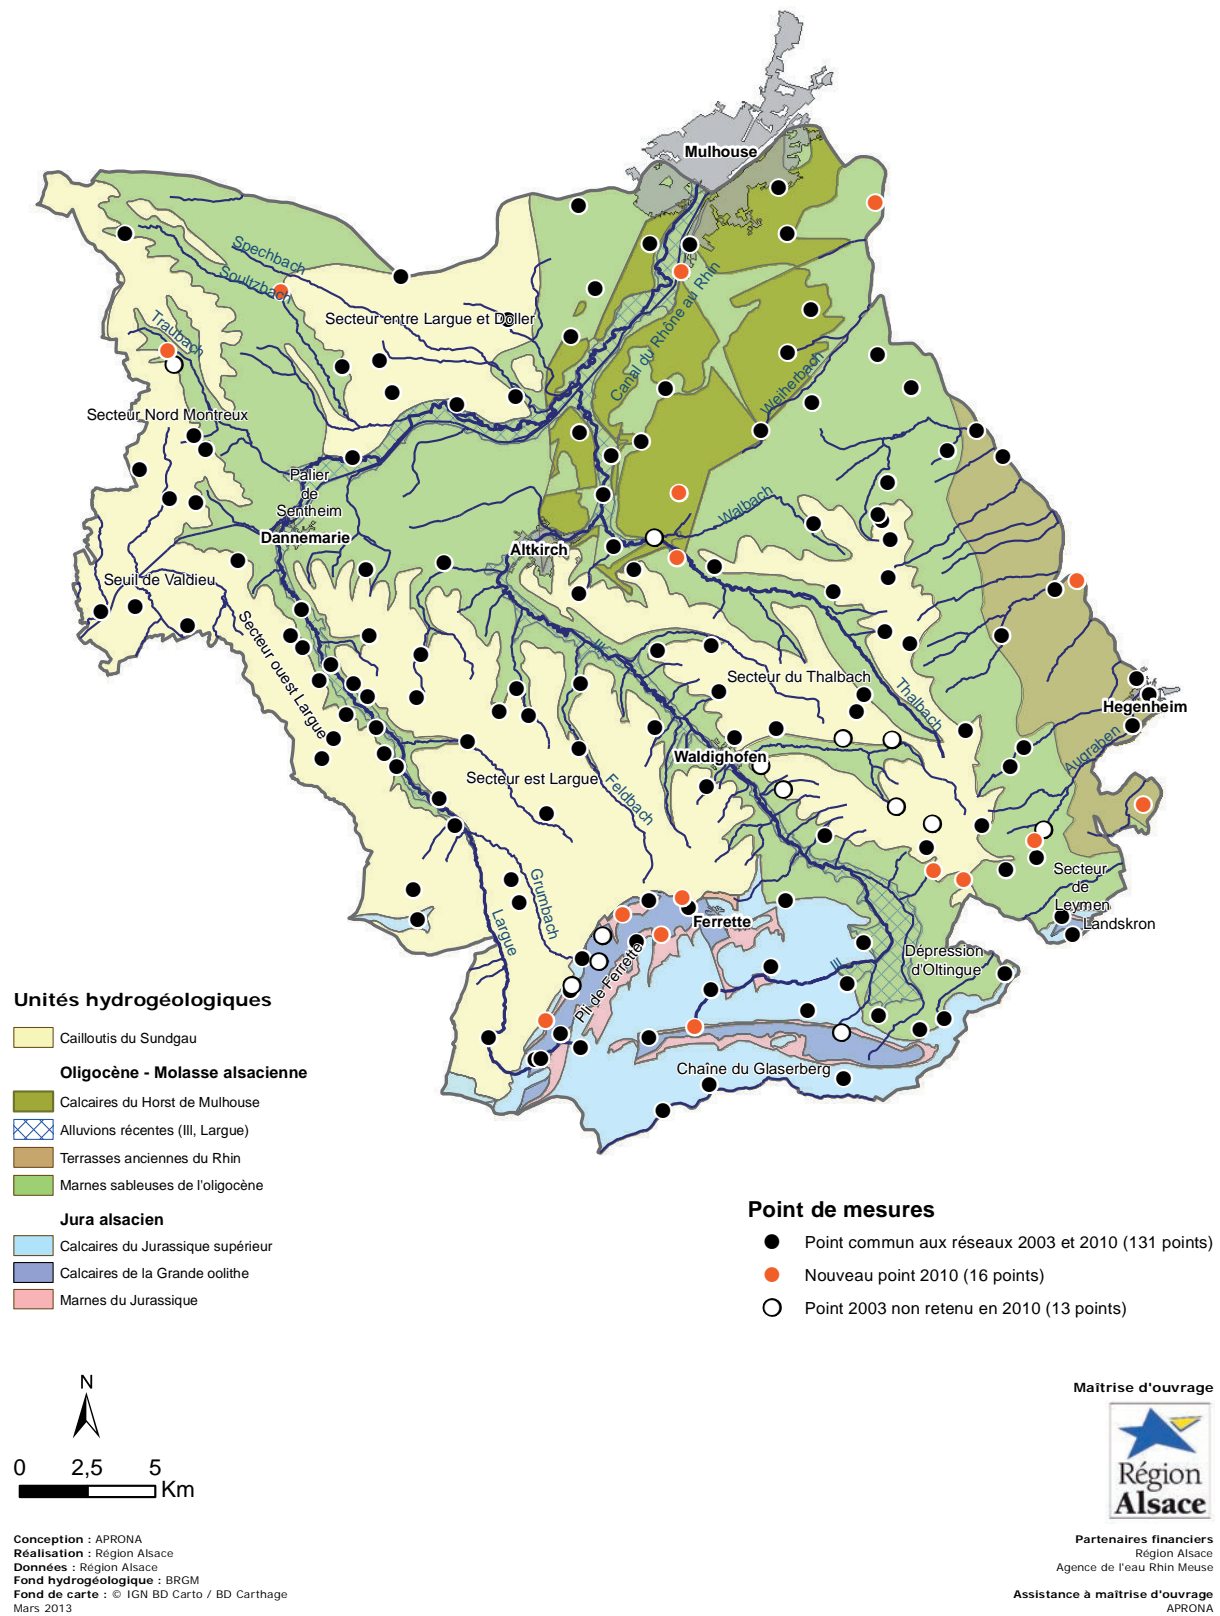 Mulhouse
Spechbach
Soultzbach
Secteur entre Largue et Doller
Traubach
Canal du Rhône au Rhin
Weiherbach
Secteur Nord Montreux
Palier
de
Sentheim
Dannemarie
Altkirch
Walbach
Seuil de Valdieu
Secteur ouest Largue
Ill
Secteur du Thalbach
Thalbach
Hegenheim
Augraben
Waldighofen
Secteur est Largue
Feldbach
Grumbach
Largue
Secteur
de
Leymen
Landskron
Ferrette
Pli de Ferrette
Ill
Dépression
d'Oltingue
Chaîne du Glaserberg
Unités hydrogéologiques
Cailloutis du Sundgau
Oligocène - Molasse alsacienne
Calcaires du Horst de Mulhouse
Alluvions récentes (Ill, Largue)
Terrasses anciennes du Rhin
Marnes sableuses de l'oligocène
Jura alsacien
Calcaires du Jurassique supérieur
Calcaires de la Grande oolithe
Marnes du Jurassique
Point de mesures
Point commun aux réseaux 2003 et 2010 (131 points)
Nouveau point 2010 (16 points)
Point 2003 non retenu en 2010 (13 points)
N
0 2,5 5
Km
Conception : APRONA
Réalisation : Région Alsace
Données : Région Alsace
Fond hydrogéologique : BRGM
Fond de carte : © IGN BD Carto / BD Carthage
Mars 2013
Maîtrise d'ouvrage
Région
Alsace
Partenaires financiers
Région Alsace
Agence de l'eau Rhin Meuse
Assistance à maîtrise d'ouvrage
APRONA